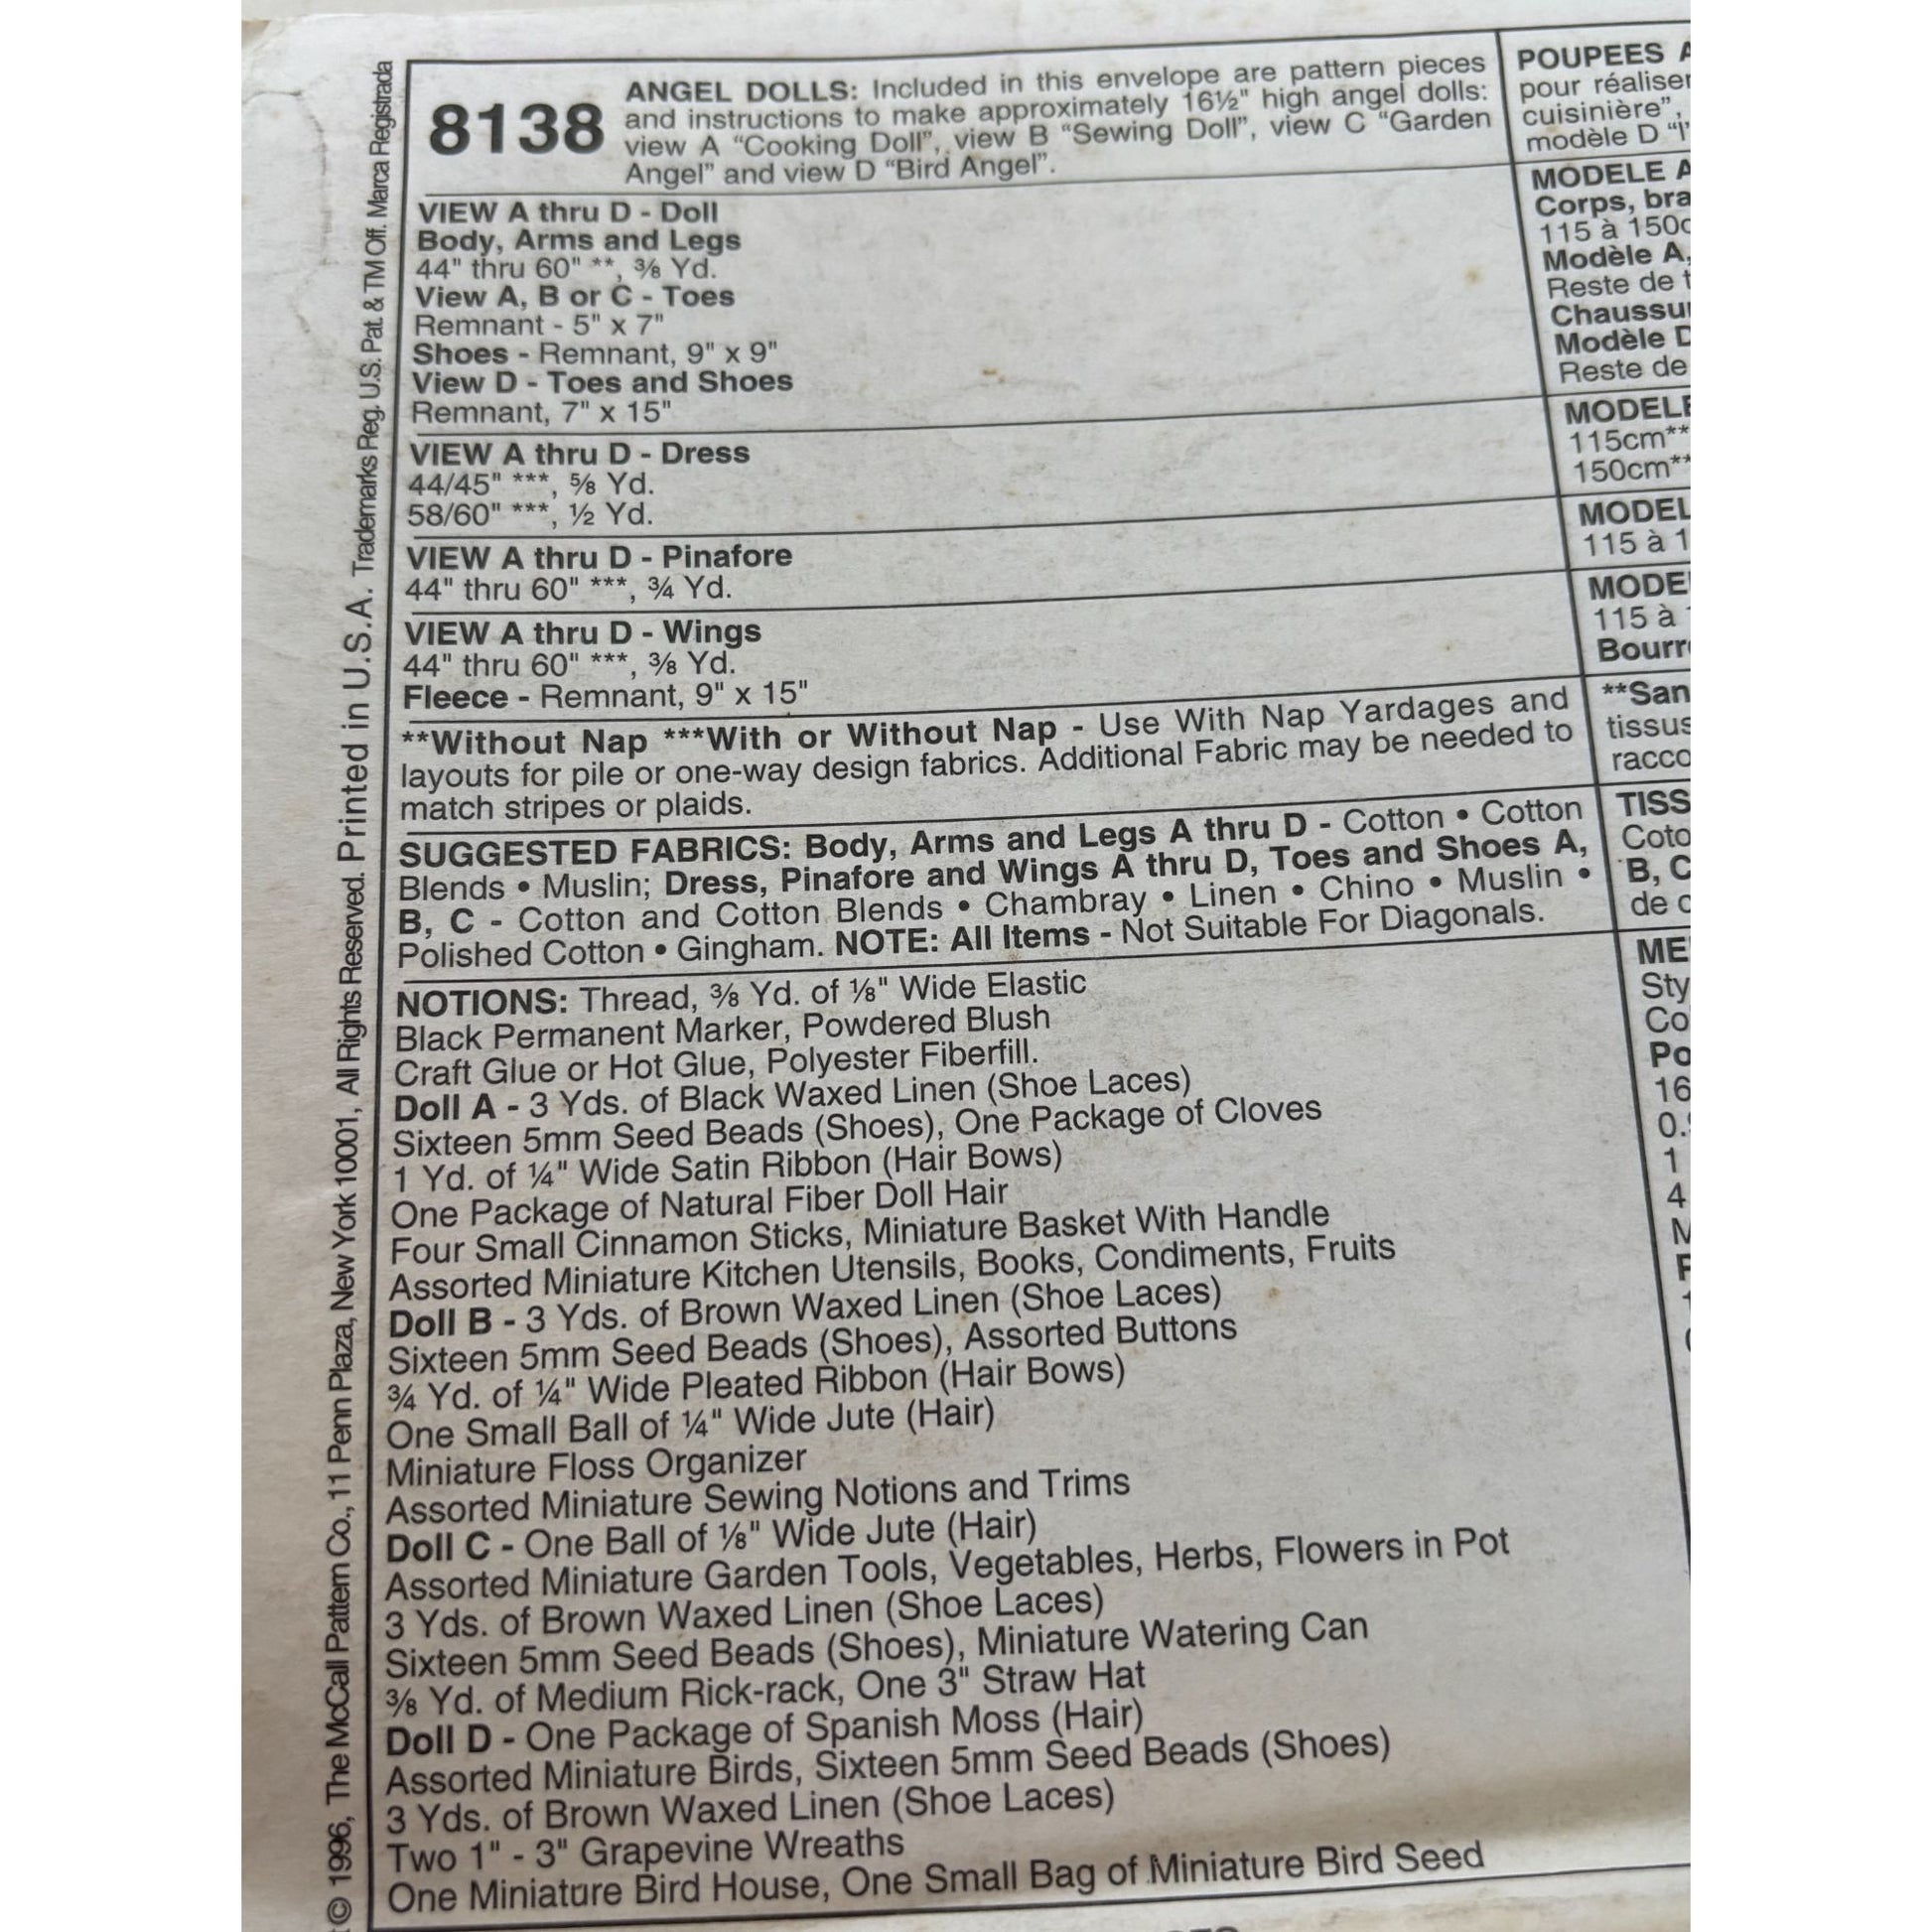 8138
ANGEL DOLLS: Included in this envelope are pattern pieces
and instructions to make approximately 16½" high angel dolls:
view A “Cooking Doll”, view B “Sewing Doll”, view C “Garden
Angel” and view D “Bird Angel”.
VIEW A thru D - Doll
Body, Arms and Legs
44" thru 60" **, ⅜ Yd.
View A, B or C - Toes
Remnant - 5" x 7"
Shoes - Remnant, 9" x 9"
View D - Toes and Shoes
Remnant, 7" x 15"
VIEW A thru D - Dress
44/45" ***, ⅝ Yd.
58/60" ***, ½ Yd.
VIEW A thru D - Pinafore
44" thru 60" ***, ¾ Yd.
VIEW A thru D - Wings
44" thru 60" ***, ⅜ Yd.
Fleece - Remnant, 9" x 15"
**Without Nap ***With or Without Nap - Use With Nap Yardages and
layouts for pile or one-way design fabrics. Additional Fabric may be needed to
match stripes or plaids.
SUGGESTED FABRICS: Body, Arms and Legs A thru D - Cotton • Cotton
Blends • Muslin; Dress, Pinafore and Wings A thru D, Toes and Shoes A,
B, C - Cotton and Cotton Blends • Chambray • Linen • Chino • Muslin •
Polished Cotton • Gingham. NOTE: All Items - Not Suitable For Diagonals.
NOTIONS: Thread, ⅜ Yd. of ⅛" Wide Elastic
Black Permanent Marker, Powdered Blush
Craft Glue or Hot Glue, Polyester Fiberfill.
Doll A - 3 Yds. of Black Waxed Linen (Shoe Laces)
Sixteen 5mm Seed Beads (Shoes), One Package of Cloves
1 Yd. of ¼" Wide Satin Ribbon (Hair Bows)
One Package of Natural Fiber Doll Hair
Four Small Cinnamon Sticks, Miniature Basket With Handle
Assorted Miniature Kitchen Utensils, Books, Condiments, Fruits
Doll B - 3 Yds. of Brown Waxed Linen (Shoe Laces)
Sixteen 5mm Seed Beads (Shoes), Assorted Buttons
¾ Yd. of ¼" Wide Pleated Ribbon (Hair Bows)
One Small Ball of ¼" Wide Jute (Hair)
Miniature Floss Organizer
Assorted Miniature Sewing Notions and Trims
Doll C - One Ball of ⅛" Wide Jute (Hair)
Assorted Miniature Garden Tools, Vegetables, Herbs, Flowers in Pot
3 Yds. of Brown Waxed Linen (Shoe Laces)
Sixteen 5mm Seed Beads (Shoes), Miniature Watering Can
⅜ Yd. of Medium Rick-rack, One 3" Straw Hat
Doll D - One Package of Spanish Moss (Hair)
Assorted Miniature Birds, Sixteen 5mm Seed Beads (Shoes)
3 Yds. of Brown Waxed Linen (Shoe Laces)
Two 1" - 3" Grapevine Wreaths
One Miniature Bird House, One Small Bag of Miniature Bird Seed
© 1996, The McCall Pattern Co., 11 Penn Plaza, New York 10001, All Rights Reserved. Printed in U.S.A. Trademarks Reg. U.S. Pat. & TM Off. Marca Registrada
POUPEES A
pour réaliser
cuisinière”,
modèle D “l'
MODELE A
Corps, bra
115 à 150c
Modèle A,
Reste de t
Chaussu
Modèle D
Reste de
MODELE
115cm**
150cm**
MODEL
115 à 1
MODE
115 à
Bourr
**San
tissus
racco
TISS
Coto
B, C
de c
ME
Sty
Co
Po
16
0.
1
4
M